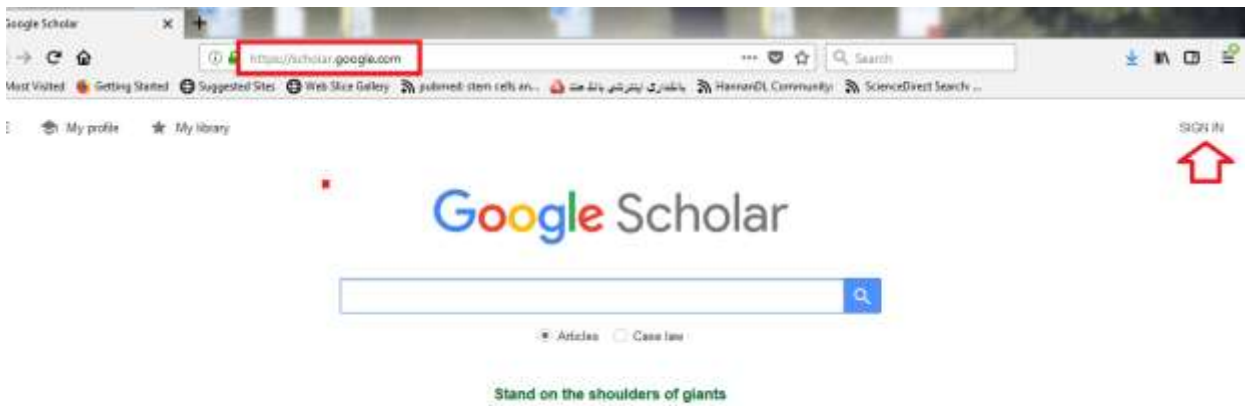 Google Scholar
https://scholar.google.com
Search
Most Visited Getting Started Suggested Sites Web Slice Gallery pubmed: stem cells an... HannanDL Community ScienceDirect Search ...
My profile My library
SIGN IN
Google Scholar
Articles Case law
Stand on the shoulders of giants